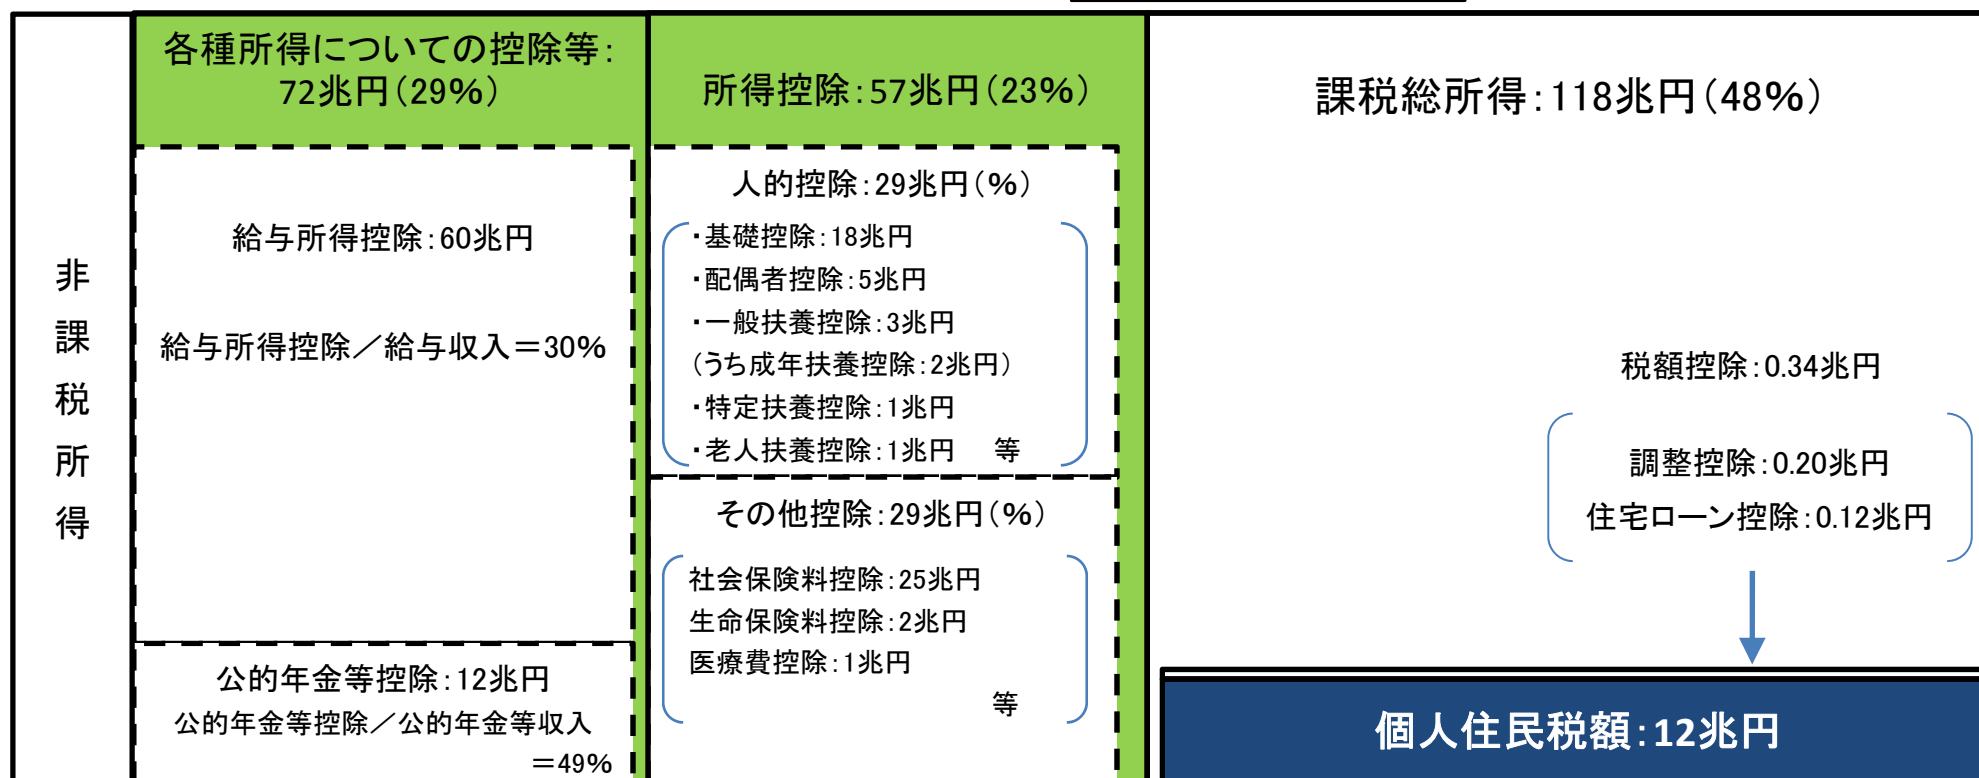 非課税所得
各種所得についての控除等：
72兆円（29%）
給与所得控除：60兆円
給与所得控除／給与収入＝30%
公的年金等控除：12兆円
公的年金等控除／公的年金等収入
＝49%
所得控除：57兆円（23%）
人的控除：29兆円（%）
・基礎控除：18兆円
・配偶者控除：5兆円
・一般扶養控除：3兆円
（うち成年扶養控除：2兆円）
・特定扶養控除：1兆円
・老人扶養控除：1兆円　等
その他控除：29兆円（%）
社会保険料控除：25兆円
生命保険料控除：2兆円
医療費控除：1兆円
等
課税総所得：118兆円（48%）
税額控除：0.34兆円
調整控除：0.20兆円
住宅ローン控除：0.12兆円
個人住民税額：12兆円